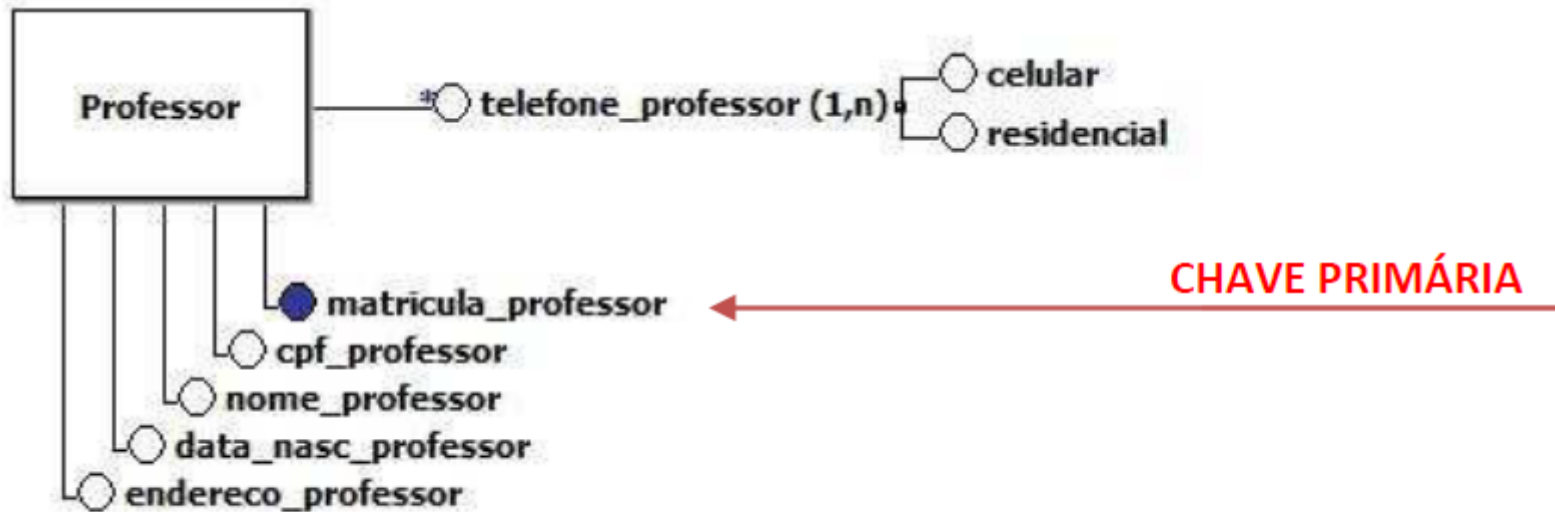 Professor
*
telefone_professor (1,n)
celular
residencial
CHAVE PRIMÁRIA
matricula_professor
cpf_professor
nome_professor
data_nasc_professor
endereco_professor